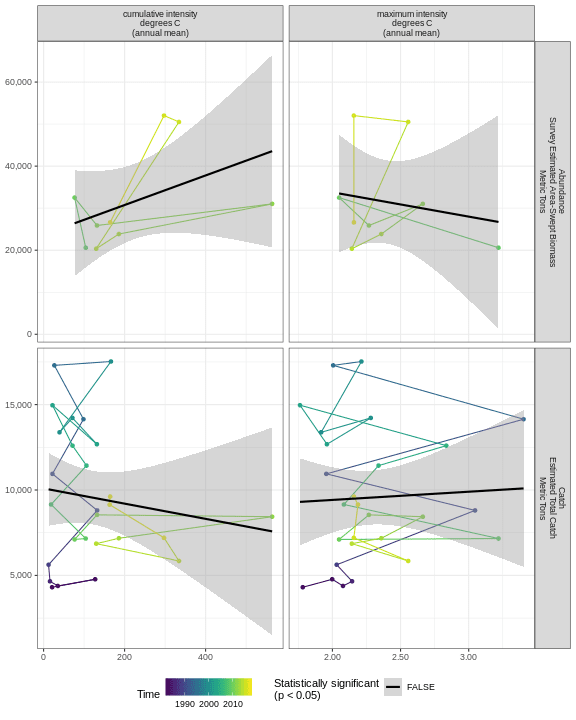 cumulative intensity
degrees C
(annual mean)
maximum intensity
degrees C
(annual mean)
60,000
40,000
20,000
0
Abundance
Survey Estimated Area-Swept Biomass
Metric Tons
15,000
10,000
5,000
Catch
Estimated Total Catch
Metric Tons
0
200
400
2.00
2.50
3.00
Time
1990
2000
2010
Statistically significant
(p < 0.05)
FALSE